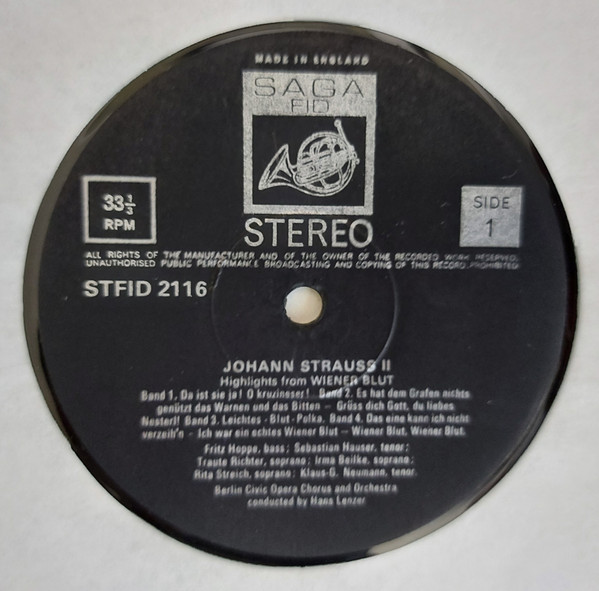 MADE IN ENGLAND
SAGA
FID
33⅓
RPM
SIDE
1
STEREO
ALL RIGHTS OF THE MANUFACTURER AND OF THE OWNER OF THE RECORDED WORK RESERVED.
UNAUTHORISED PUBLIC PERFORMANCE BROADCASTING AND COPYING OF THIS RECORD PROHIBITED
STFID 2116
JOHANN STRAUSS II
Highlights from WIENER BLUT
Band 1. Da ist sie ja! O kruzineser! Band 2. Es hat dem Grafen nichts
genützt das Warnen und das Bitten – Grüss dich Gott, du liebes
Nesterl! Band 3. Leichtes - Blut - Polka. Band 4. Das eine kann ich nicht
verzeih'n – Ich war ein echtes Wiener Blut – Wiener Blut, Wiener Blut.
Fritz Hoppe, bass; Sebastian Hauser, tenor;
Traute Richter, soprano; Irma Beilke, soprano;
Rita Streich, soprano; Klaus-G. Neumann, tenor.
Berlin Civic Opera Chorus and Orchestra
conducted by Hans Lenzer